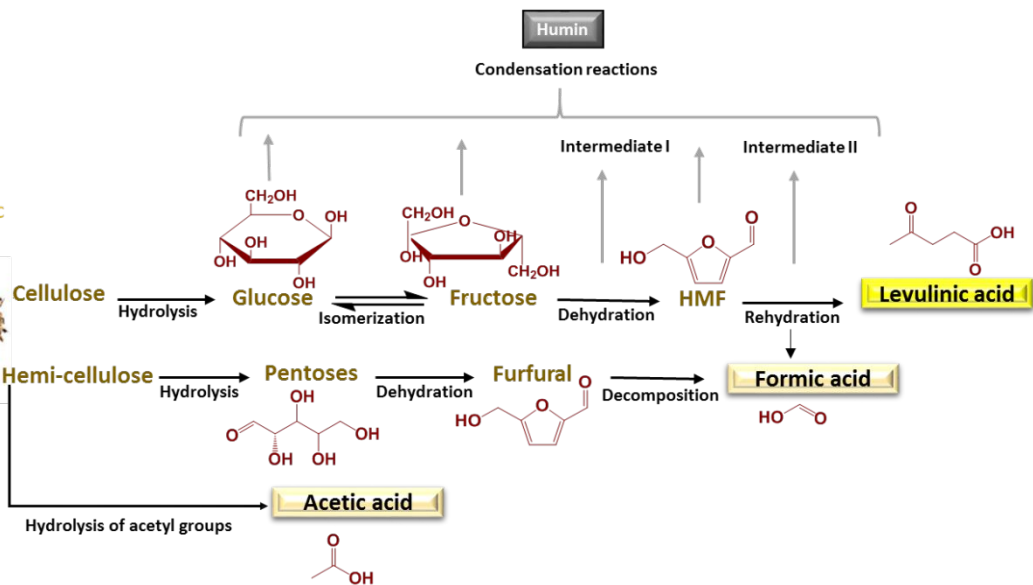 Humin
Condensation reactions
Intermediate I
Intermediate II
CH₂OH
O
OH
OH
OH
OH
CH₂OH
O
OH
OH
OH
CH₂OH
O
O
HO
O
OH
O
c
Cellulose
Hydrolysis
Glucose
Isomerization
Fructose
Dehydration
HMF
Rehydration
Levulinic acid
Hemi-cellulose
Hydrolysis
Pentoses
Dehydration
Furfural
Decomposition
Formic acid
OH
O
OH
OH
OH
O
O
HO
HO
O
Acetic acid
Hydrolysis of acetyl groups
O
OH